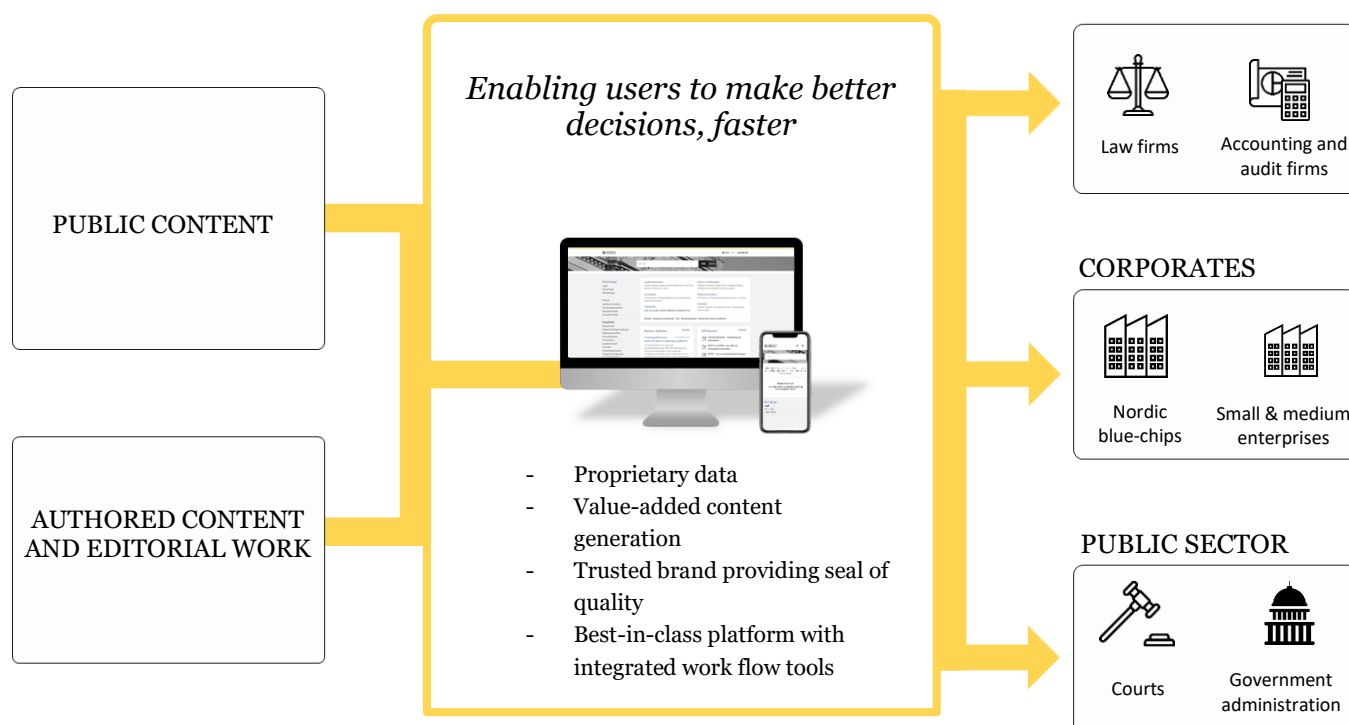 PUBLIC CONTENT
AUTHORED CONTENT
AND EDITORIAL WORK
Enabling users to make better
decisions, faster
- Proprietary data
- Value-added content
generation
- Trusted brand providing seal of
quality
- Best-in-class platform with
integrated work flow tools
Law firms
Accounting and
audit firms
CORPORATES
Nordic
blue-chips
Small & medium
enterprises
PUBLIC SECTOR
Courts
Government
administration